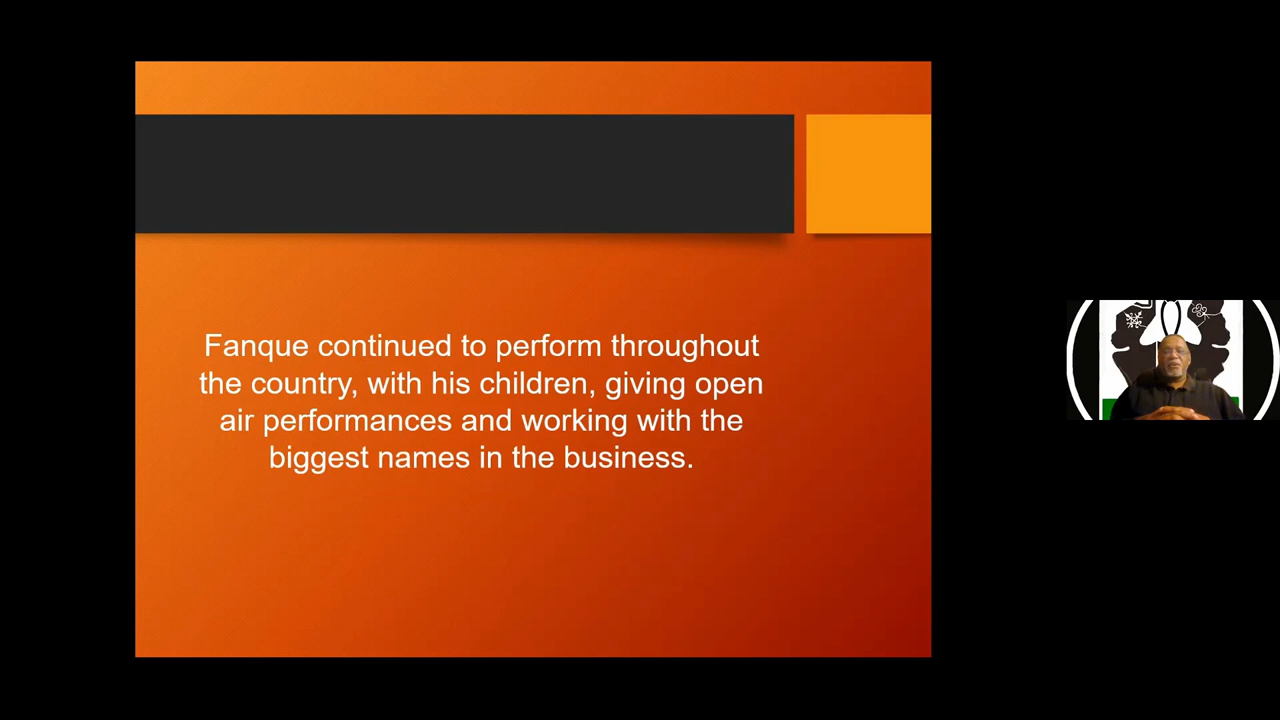 Fanque continued to perform throughout
the country, with his children, giving open
air performances and working with the
biggest names in the business.